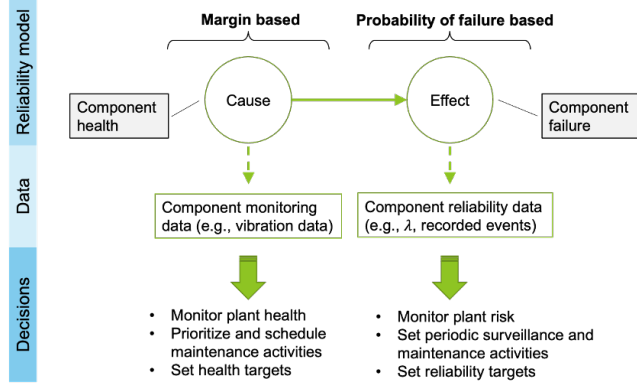 Reliability model
Data
Decisions
Margin based
Probability of failure based
Component
health
Cause
Effect
Component
failure
Component monitoring
data (e.g., vibration data)
Component reliability data
(e.g., λ, recorded events)
• Monitor plant health
• Prioritize and schedule
maintenance activities
• Set health targets
• Monitor plant risk
• Set periodic surveillance and
maintenance activities
• Set reliability targets